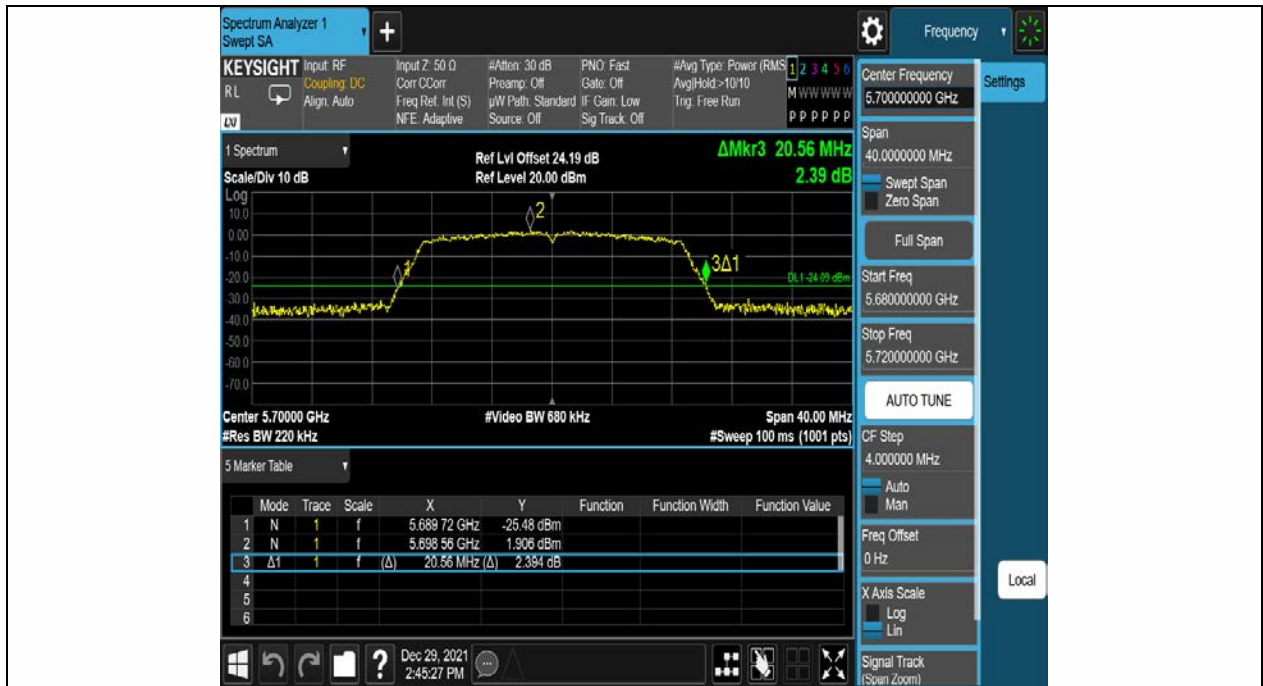 Spectrum Analyzer 1
Swept SA
+
Frequency
KEYSIGHT
RL
LXI
Input: RF
Coupling: DC
Align: Auto
Input Z: 50 Ω
Corr CCorr
Freq Ref: Int (S)
NFE: Adaptive
#Atten: 30 dB
Preamp: Off
µW Path: Standard
Source: Off
PNO: Fast
Gate: Off
IF Gain: Low
Sig Track: Off
#Avg Type: Power (RMS
Avg|Hold:>10/10
Trig: Free Run
1 2 3 4 5 6
M W W W W W
P P P P P P
1 Spectrum
Scale/Div 10 dB
Ref Lvl Offset 24.19 dB
Ref Level 20.00 dBm
ΔMkr3 20.56 MHz
2.39 dB
Log
10.0
0.00
-10.0
-20.0
-30.0
-40.0
-50.0
-60.0
-70.0
1
2
3Δ1
DL1 -24.09 dBm
Center 5.70000 GHz
#Res BW 220 kHz
#Video BW 680 kHz
Span 40.00 MHz
#Sweep 100 ms (1001 pts)
5 Marker Table
Mode Trace Scale X Y Function Function Width Function Value
1 N 1 f 5.689 72 GHz -25.48 dBm
2 N 1 f 5.698 56 GHz 1.906 dBm
3 Δ1 1 f (Δ) 20.56 MHz (Δ) 2.394 dB
4
5
6
?
Dec 29, 2021
2:45:27 PM
Center Frequency
5.700000000 GHz
Span
40.0000000 MHz
Swept Span
Zero Span
Full Span
Start Freq
5.680000000 GHz
Stop Freq
5.720000000 GHz
AUTO TUNE
CF Step
4.000000 MHz
Auto
Man
Freq Offset
0 Hz
X Axis Scale
Log
Lin
Signal Track
(Span Zoom)
Settings
Local